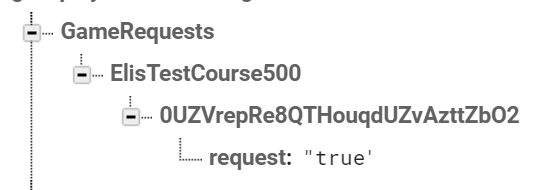 GameRequests
ElisTestCourse500
0UZVrepRe8QTHouqdUZvAzttZbO2
request: "true"